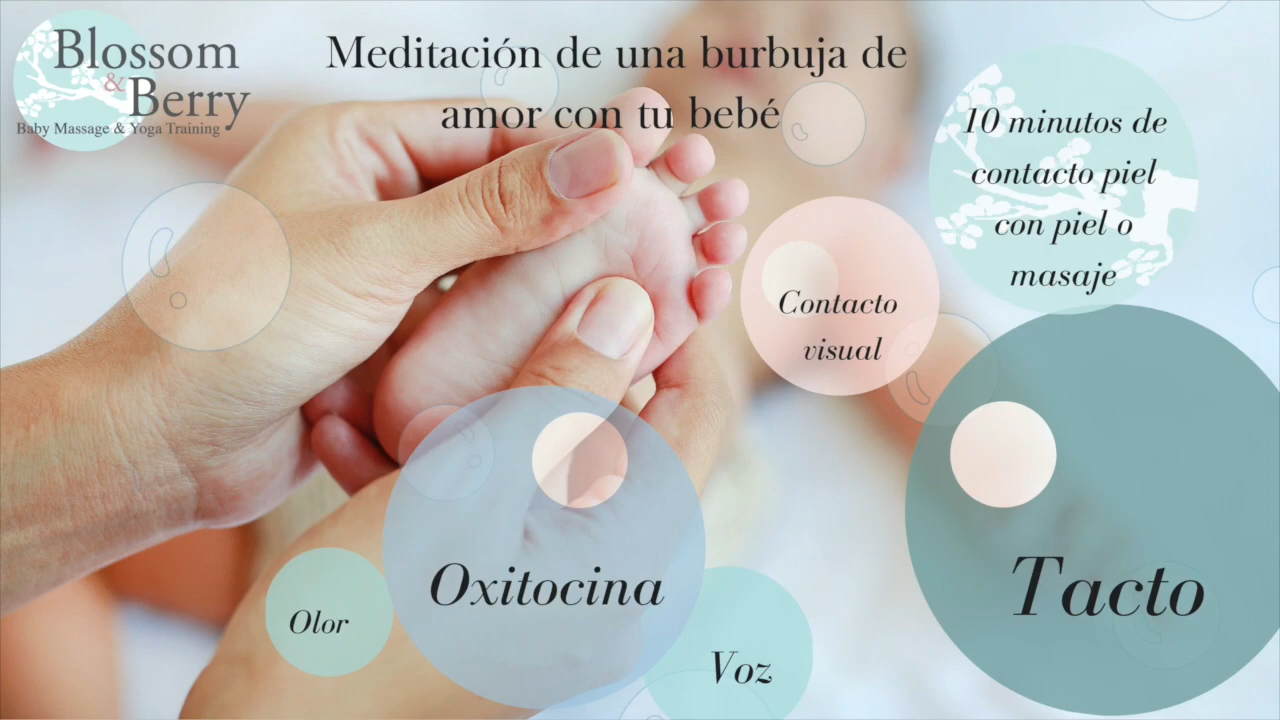 Blossom
& Berry
Baby Massage & Yoga Training
Meditación de una burbuja de
amor con tu bebé
10 minutos de
contacto piel
con piel o
masaje
Contacto
visual
Oxitocina
Tacto
Olor
Voz